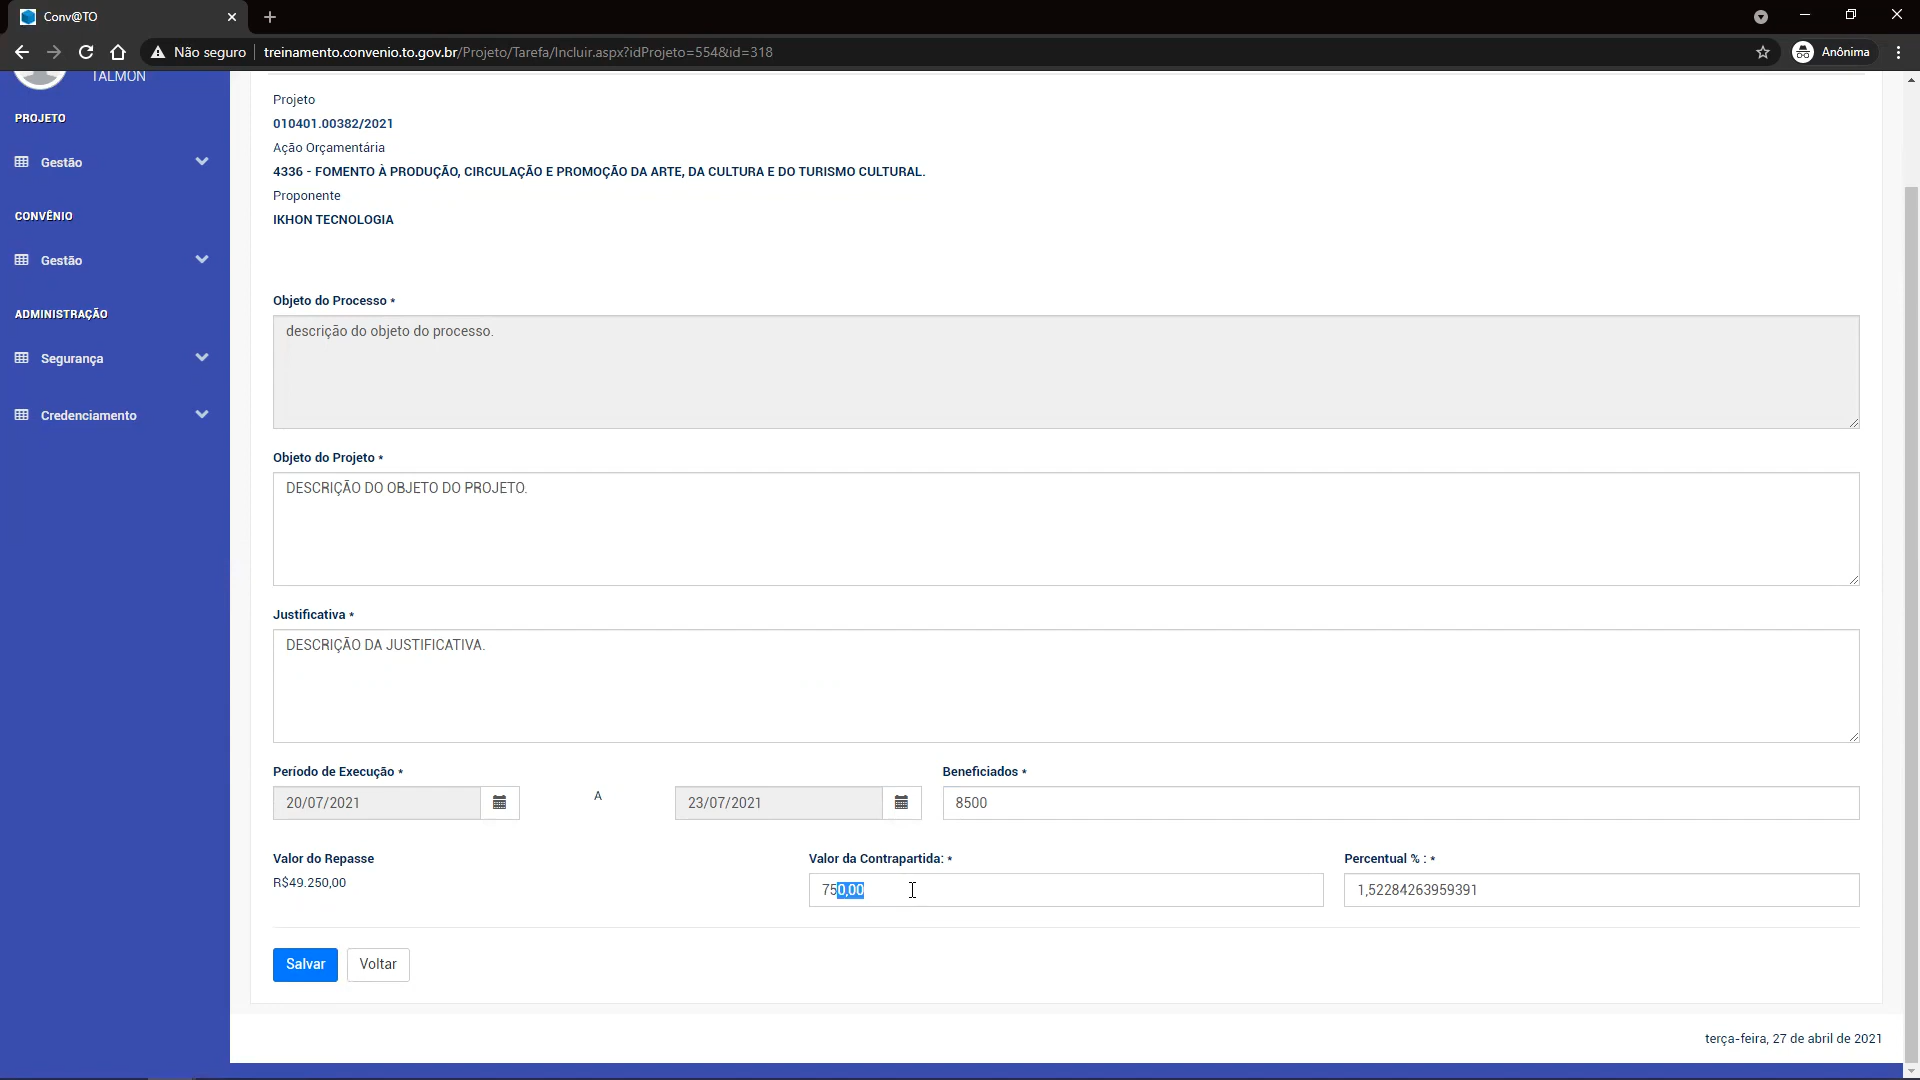 Conv@TO
Não seguro
treinamento.convenio.to.gov.br/Projeto/Tarefa/Incluir.aspx?idProjeto=554&id=318
Anônima
TALMON
PROJETO
Gestão
CONVÊNIO
Gestão
ADMINISTRAÇÃO
Segurança
Credenciamento
Projeto
010401.00382/2021
Ação Orçamentária
4336 - FOMENTO À PRODUÇÃO, CIRCULAÇÃO E PROMOÇÃO DA ARTE, DA CULTURA E DO TURISMO CULTURAL.
Proponente
IKHON TECNOLOGIA
Objeto do Processo *
descrição do objeto do processo.
Objeto do Projeto *
DESCRIÇÃO DO OBJETO DO PROJETO.
Justificativa *
DESCRIÇÃO DA JUSTIFICATIVA.
Período de Execução *
20/07/2021
A
23/07/2021
Beneficiados *
8500
Valor do Repasse
R$49.250,00
Valor da Contrapartida: *
750,00
Percentual % : *
1,52284263959391
Salvar
Voltar
terça-feira, 27 de abril de 2021